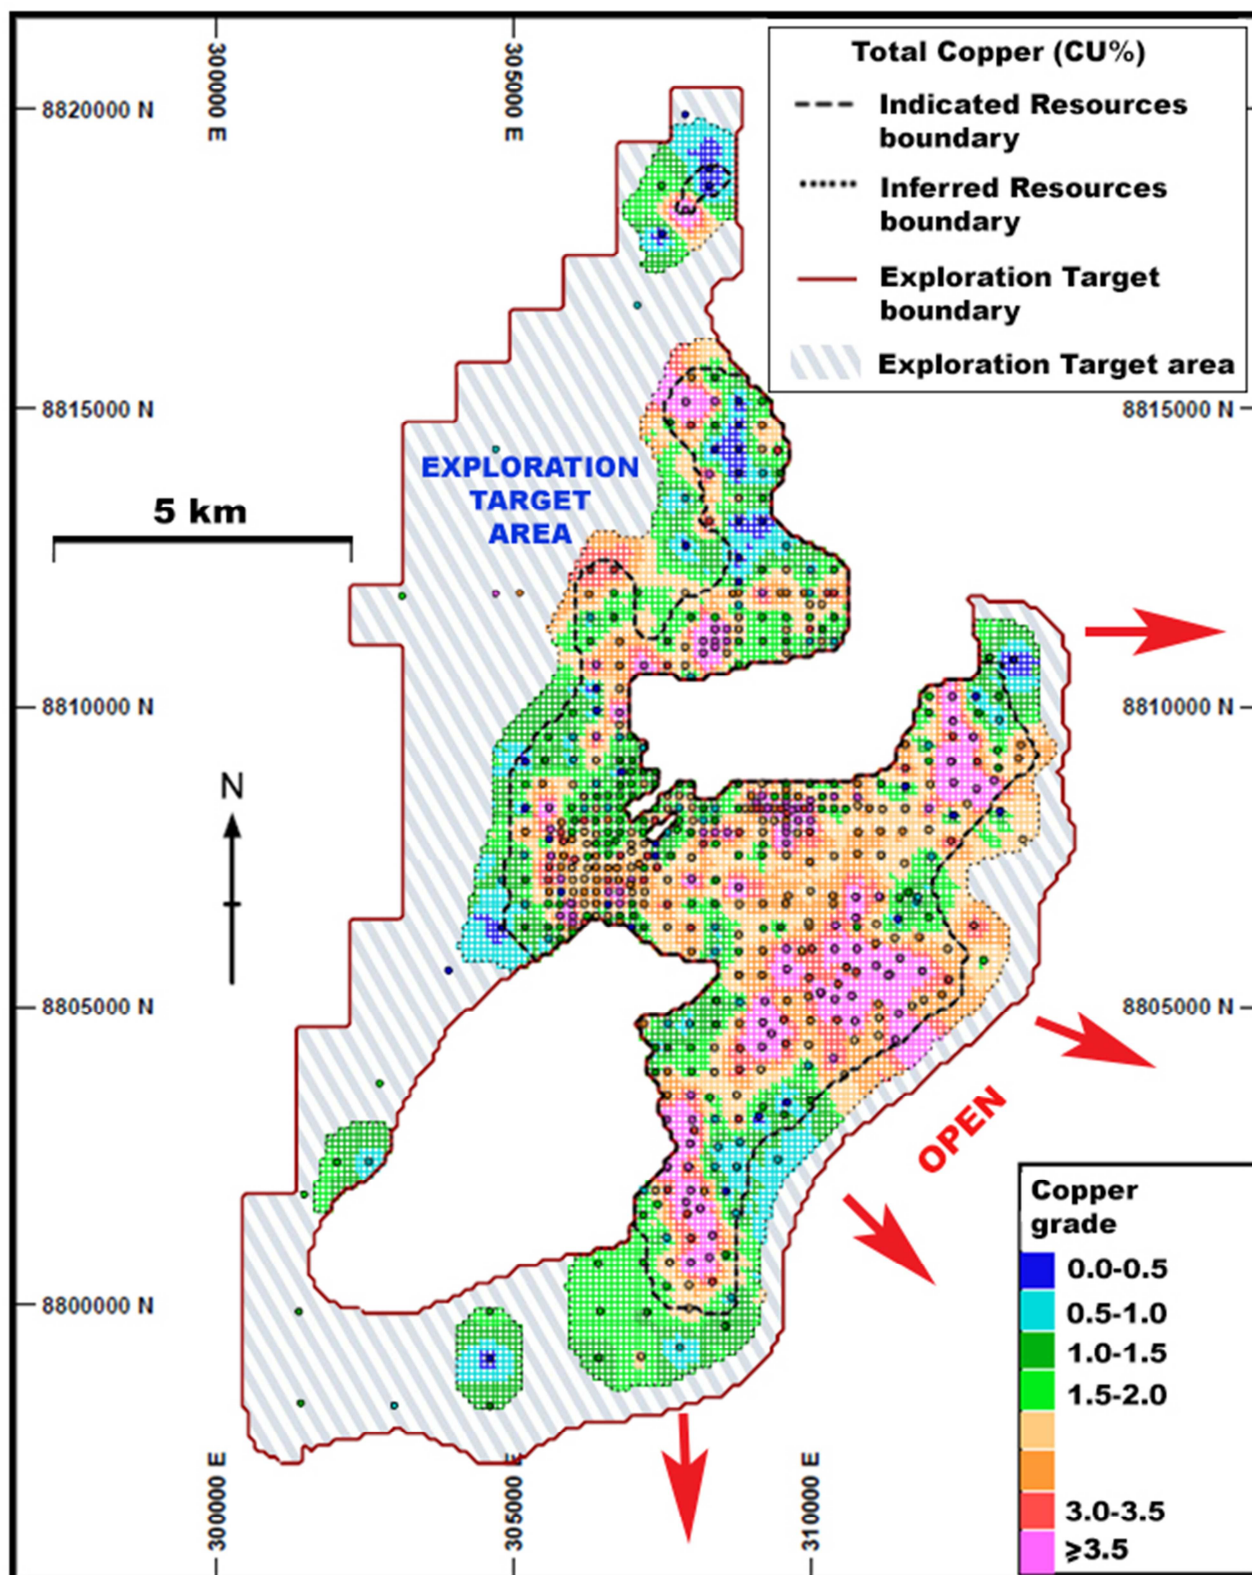 300000 E
305000 E
Total Copper (CU%)
Indicated Resources
boundary
Inferred Resources
boundary
Exploration Target
boundary
Exploration Target area
8820000 N
8815000 N
8815000 N
EXPLORATION
TARGET
AREA
5 km
8810000 N
8810000 N
N
8805000 N
8805000 N
OPEN
Copper
grade
0.0-0.5
0.5-1.0
1.0-1.5
1.5-2.0
3.0-3.5
⩾3.5
8800000 N
300000 E
305000 E
310000 E